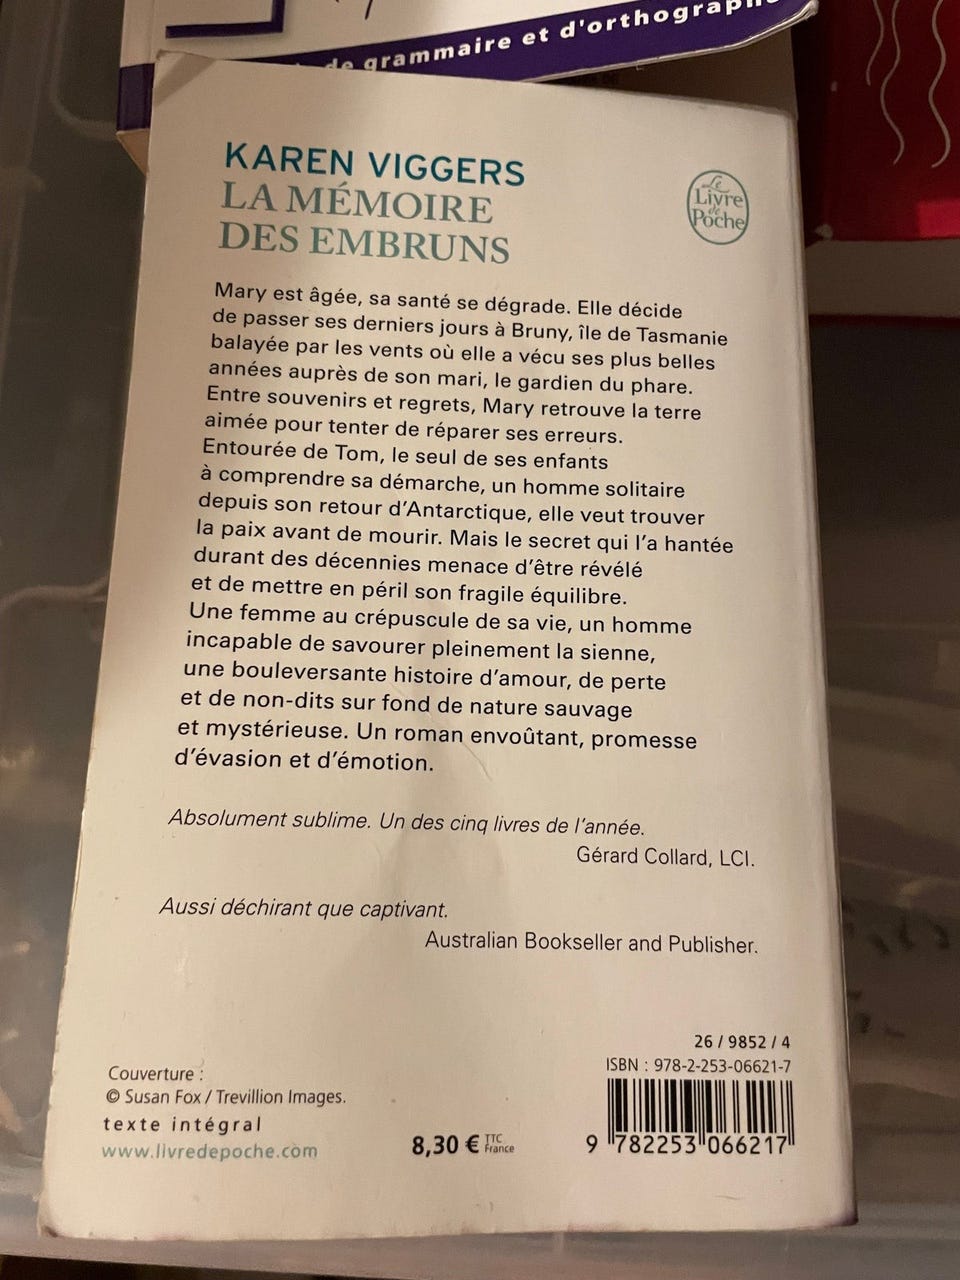 de grammaire et d'orthographe
KAREN VIGGERS
LA MÉMOIRE
DES EMBRUNS
Le
Livre
de
Poche
Mary est âgée, sa santé se dégrade. Elle décide
de passer ses derniers jours à Bruny, île de Tasmanie
balayée par les vents où elle a vécu ses plus belles
années auprès de son mari, le gardien du phare.
Entre souvenirs et regrets, Mary retrouve la terre
aimée pour tenter de réparer ses erreurs.
Entourée de Tom, le seul de ses enfants
à comprendre sa démarche, un homme solitaire
depuis son retour d'Antarctique, elle veut trouver
la paix avant de mourir. Mais le secret qui l'a hantée
durant des décennies menace d'être révélé
et de mettre en péril son fragile équilibre.
Une femme au crépuscule de sa vie, un homme
incapable de savourer pleinement la sienne,
une bouleversante histoire d'amour, de perte
et de non-dits sur fond de nature sauvage
et mystérieuse. Un roman envoûtant, promesse
d'évasion et d'émotion.
Absolument sublime. Un des cinq livres de l'année.
Gérard Collard, LCI.
Aussi déchirant que captivant.
Australian Bookseller and Publisher.
26 / 9852 / 4
ISBN : 978-2-253-06621-7
Couverture :
© Susan Fox / Trevillion Images.
texte intégral
www.livredepoche.com
8,30 € TTC
France
9 782253 066217